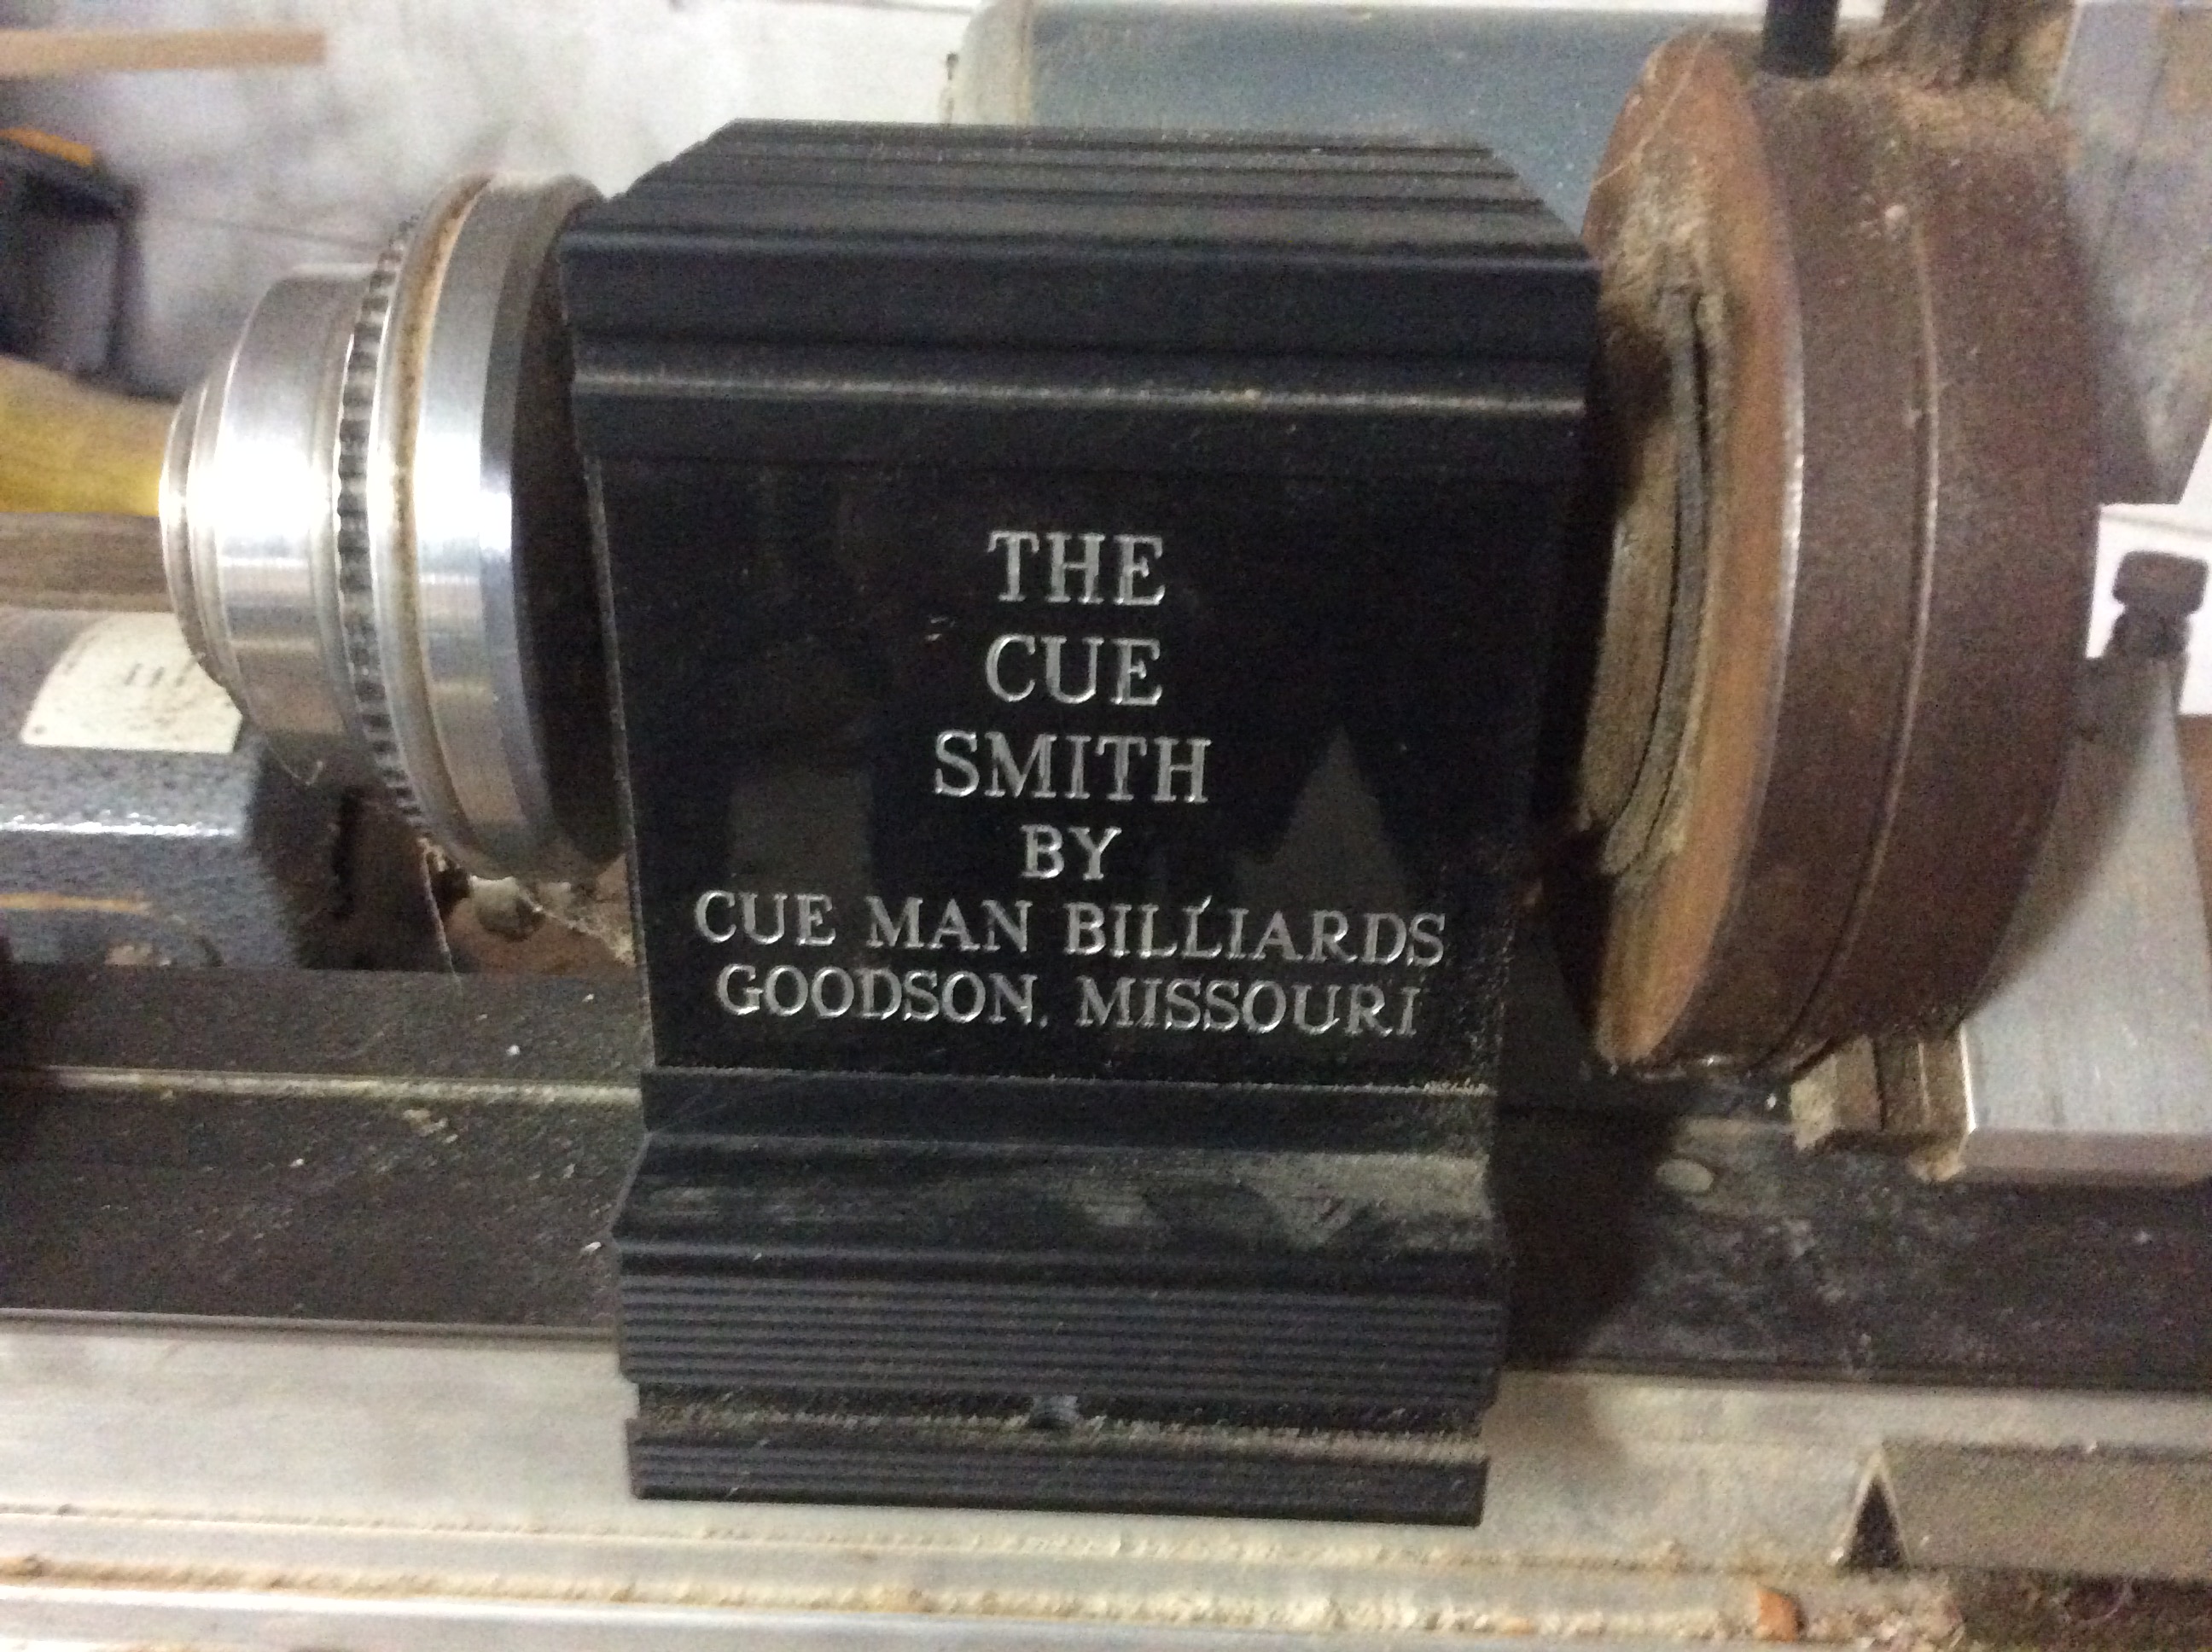 THE
CUE
SMITH
BY
CUE MAN BILLIARDS
GOODSON, MISSOURI